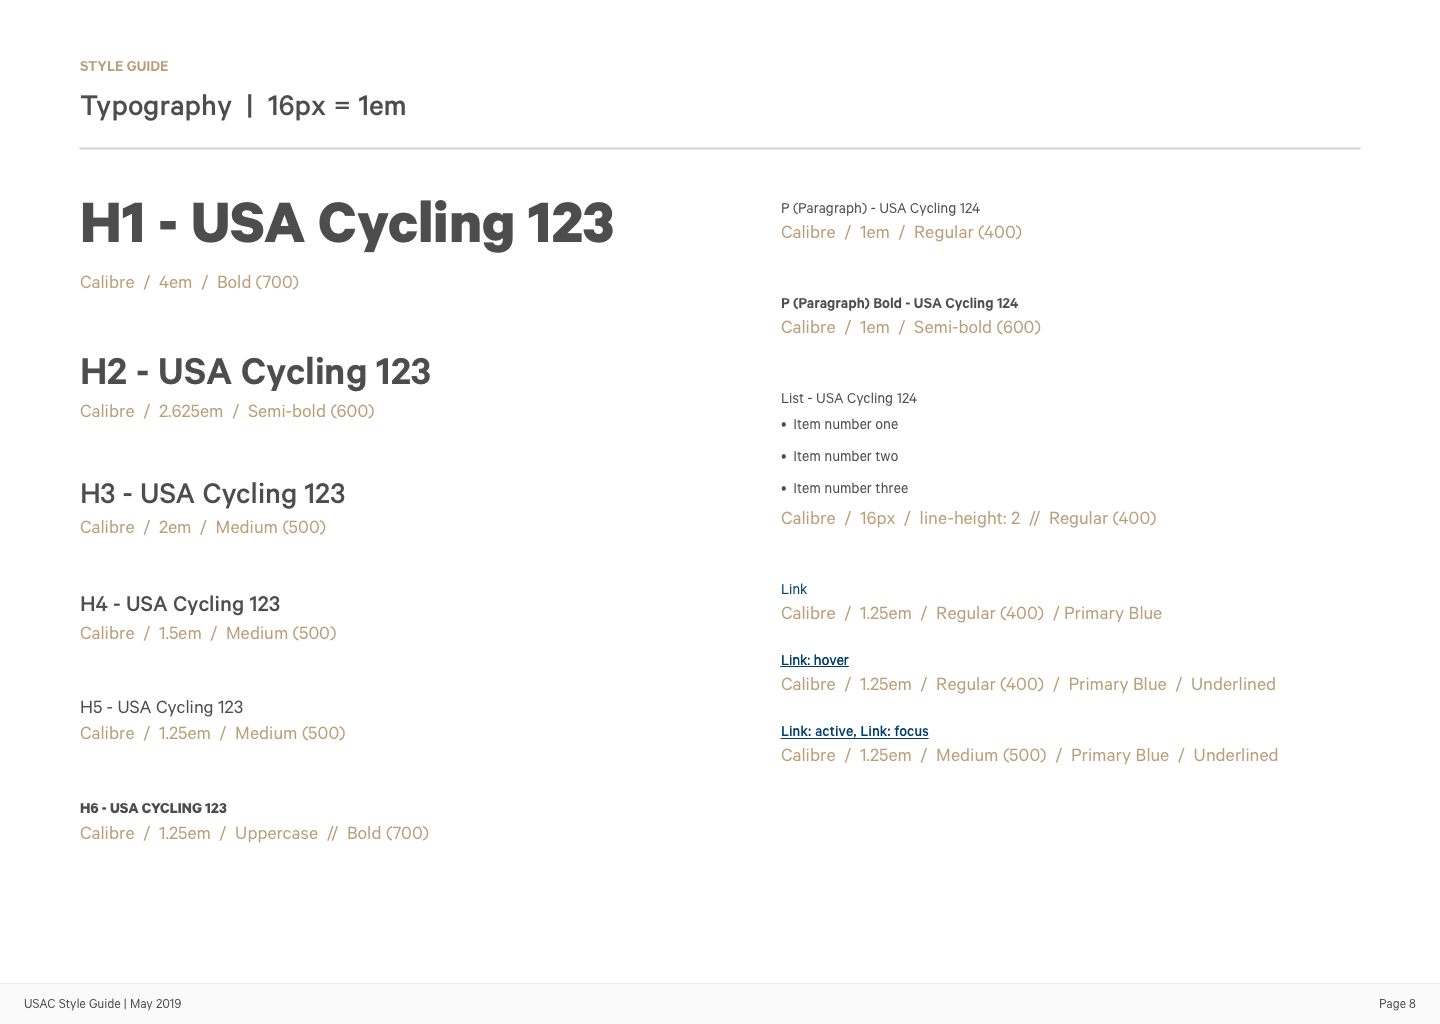 STYLE GUIDE
Typography | 16px = 1em
H1 - USA Cycling 123
Calibre / 4em / Bold (700)
H2 - USA Cycling 123
Calibre / 2.625em / Semi-bold (600)
H3 - USA Cycling 123
Calibre / 2em / Medium (500)
H4 - USA Cycling 123
Calibre / 1.5em / Medium (500)
H5 - USA Cycling 123
Calibre / 1.25em / Medium (500)
H6 - USA CYCLING 123
Calibre / 1.25em / Uppercase // Bold (700)
P (Paragraph) - USA Cycling 124
Calibre / 1em / Regular (400)
P (Paragraph) Bold - USA Cycling 124
Calibre / 1em / Semi-bold (600)
List - USA Cycling 124
• Item number one
• Item number two
• Item number three
Calibre / 16px / line-height: 2 // Regular (400)
Link
Calibre / 1.25em / Regular (400) / Primary Blue
Link: hover
Calibre / 1.25em / Regular (400) / Primary Blue / Underlined
Link: active, Link: focus
Calibre / 1.25em / Medium (500) / Primary Blue / Underlined
USAC Style Guide | May 2019
Page 8